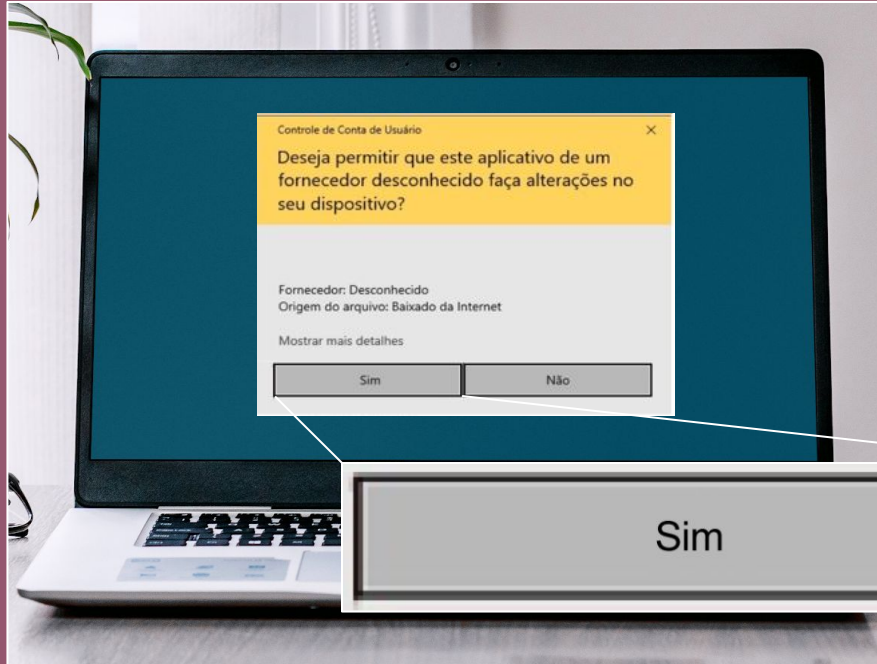 Controle de Conta de Usuário
Deseja permitir que este aplicativo de um
fornecedor desconhecido faça alterações no
seu dispositivo?
Fornecedor: Desconhecido
Origem do arquivo: Baixado da Internet
Mostrar mais detalhes
Sim
Não
Sim